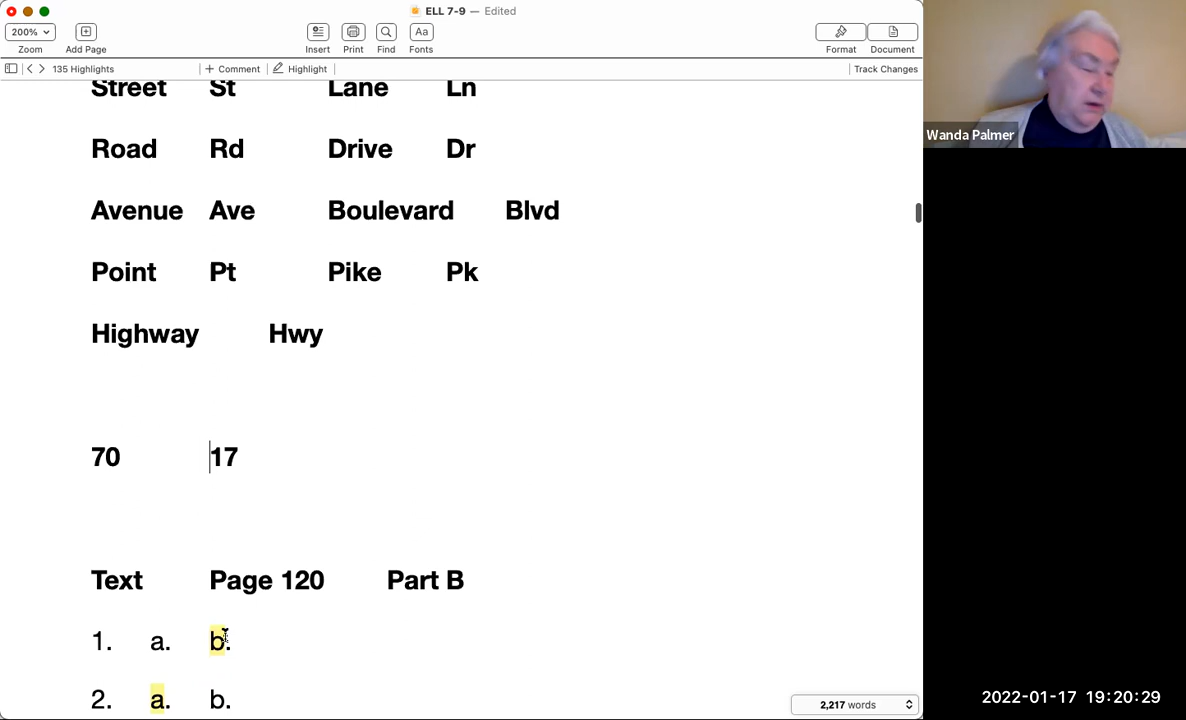 ELL 7-9 — Edited
200%
Zoom
Add Page
Insert
Print
Find
Aa
Fonts
Format
Document
135 Highlights
+ Comment
Highlight
Track Changes
Street St Lane Ln
Road Rd Drive Dr
Avenue Ave Boulevard Blvd
Point Pt Pike Pk
Highway Hwy
70 17
Text Page 120 Part B
1. a. b.
2. a. b.
2,217 words
Wanda Palmer
2022-01-17 19:20:29